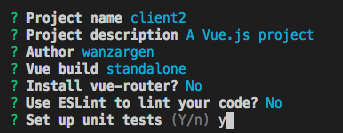 ? Project name client2
? Project description A Vue.js project
? Author wanzargen
? Vue build standalone
? Install vue-router? No
? Use ESLint to lint your code? No
? Set up unit tests (Y/n) y